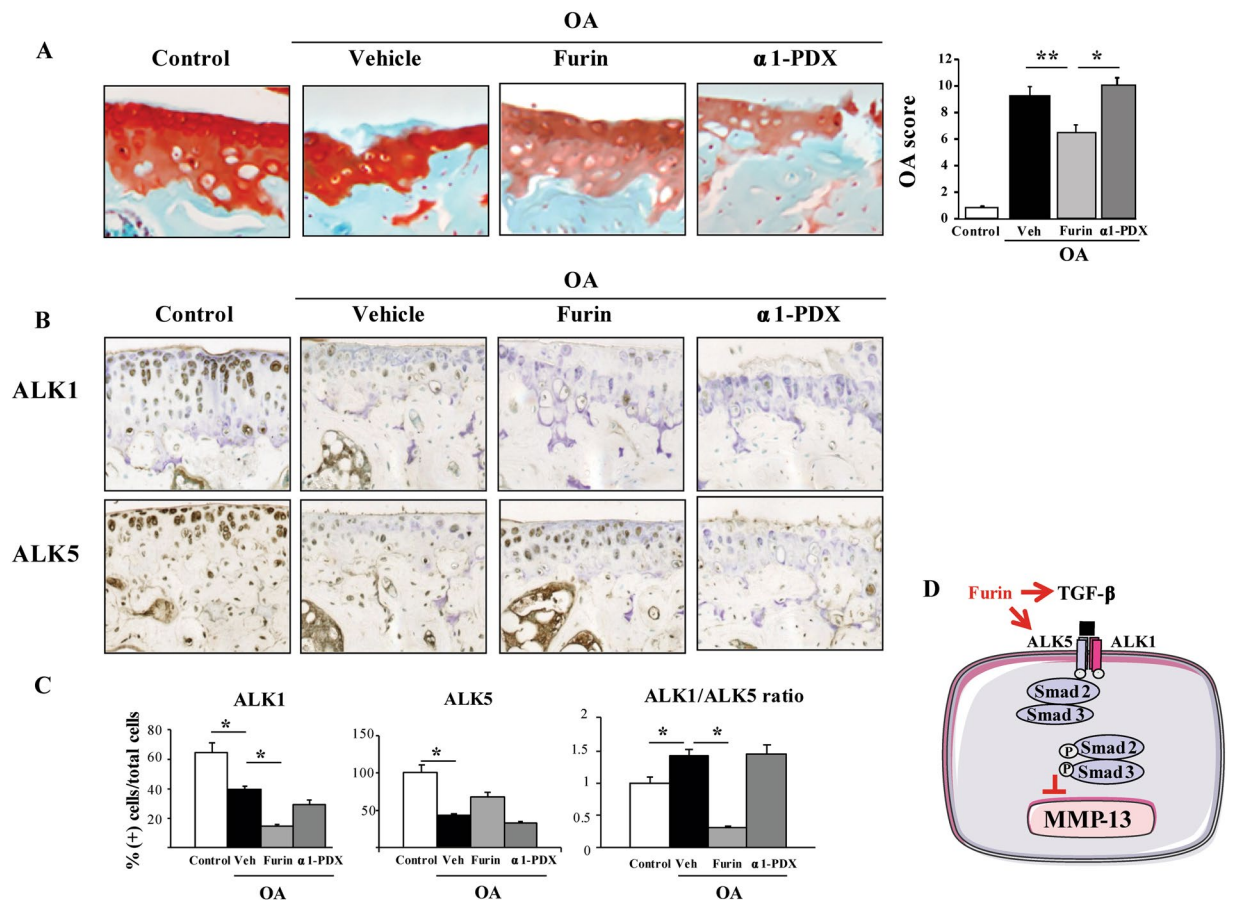 OA
A
Control
Vehicle
Furin
α1-PDX
OA score
12
10
8
6
4
2
0
**
*
Control
Veh
Furin
α1-PDX
OA
OA
B
Control
Vehicle
Furin
α1-PDX
ALK1
ALK5
C
ALK1
% (+) cells/total cells
80
60
40
20
*
*
Control
Veh
Furin
α1-PDX
OA
ALK5
150
100
50
*
Control
Veh
Furin
α1-PDX
OA
ALK1/ALK5 ratio
2
1.5
1
0.5
0
*
*
Control
Veh
Furin
α1-PDX
OA
D
Furin
TGF-β
ALK5
ALK1
Smad 2
Smad 3
P
Smad 2
P
Smad 3
MMP-13